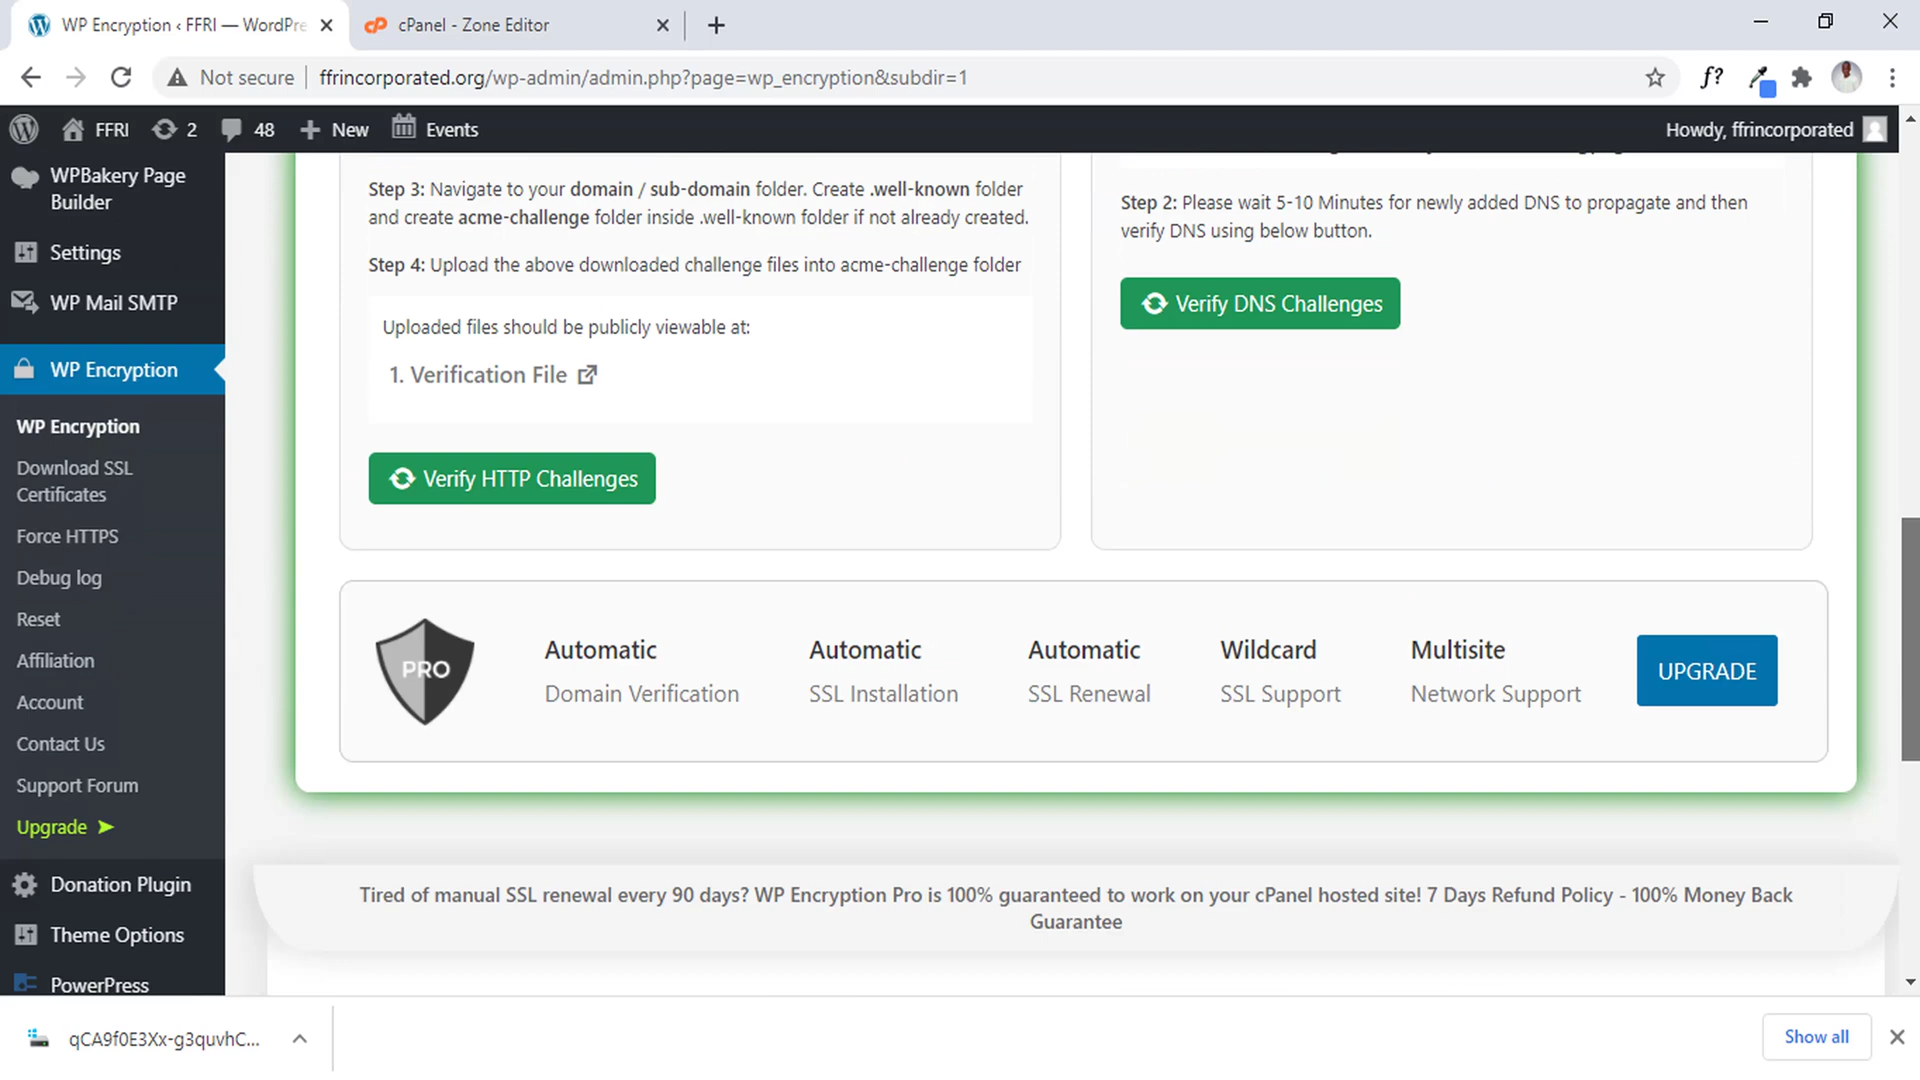 WP Encryption ‹ FFRI — WordPre
cPanel - Zone Editor
Not secure
ffrincorporated.org/wp-admin/admin.php?page=wp_encryption&subdir=1
f?
FFRI
2
48
New
Events
Howdy, ffrincorporated
WPBakery Page
Builder
Settings
WP Mail SMTP
WP Encryption
WP Encryption
Download SSL
Certificates
Force HTTPS
Debug log
Reset
Affiliation
Account
Contact Us
Support Forum
Upgrade ➤
Donation Plugin
Theme Options
PowerPress
Step 3: Navigate to your domain / sub-domain folder. Create .well-known folder
and create acme-challenge folder inside .well-known folder if not already created.
Step 4: Upload the above downloaded challenge files into acme-challenge folder
Uploaded files should be publicly viewable at:
1. Verification File
Verify HTTP Challenges
Step 2: Please wait 5-10 Minutes for newly added DNS to propagate and then
verify DNS using below button.
Verify DNS Challenges
PRO
Automatic
Domain Verification
Automatic
SSL Installation
Automatic
SSL Renewal
Wildcard
SSL Support
Multisite
Network Support
UPGRADE
Tired of manual SSL renewal every 90 days? WP Encryption Pro is 100% guaranteed to work on your cPanel hosted site! 7 Days Refund Policy - 100% Money Back
Guarantee
qCA9f0E3Xx-g3quvhC...
Show all